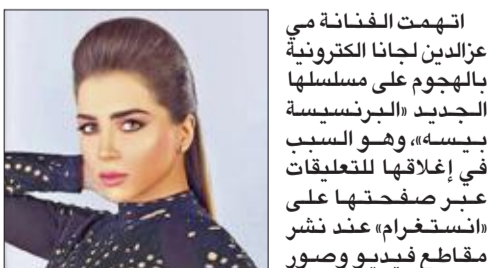 اتهمت الفنانة مي
عزالدين لجانا الكترونية
بالهجوم على مسلسلها
الجديد «البرنسيسة
بيسه»، وهو السبب
في إغلاقها للتعليقات
عبر صفحتها على
«انستغرام» عند نشر
مقاطع فيديو وصور